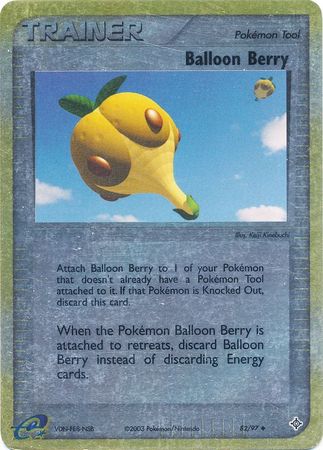 TRAINER
Pokémon Tool
Balloon Berry
Illus. Keiji Kinebuchi
Attach Balloon Berry to 1 of your Pokémon
that doesn't already have a Pokémon Tool
attached to it. If that Pokémon is Knocked Out,
discard this card.
When the Pokémon Balloon Berry is
attached to retreats, discard Balloon
Berry instead of discarding Energy
cards.
e
©2003 Pokémon/Nintendo
82/97